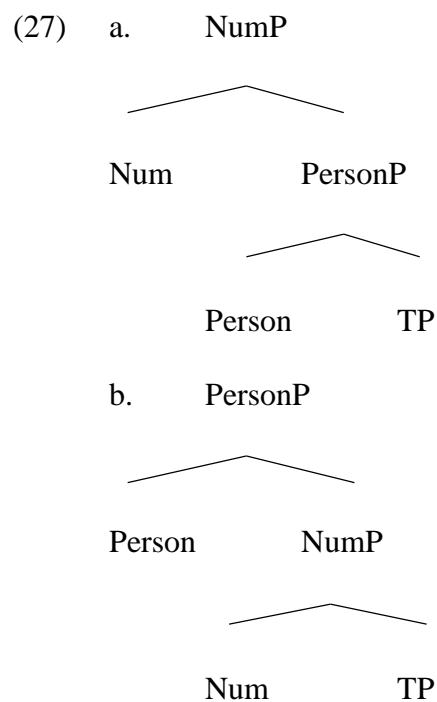 (27) a. NumP
Num PersonP
Person TP
b. PersonP
Person NumP
Num TP